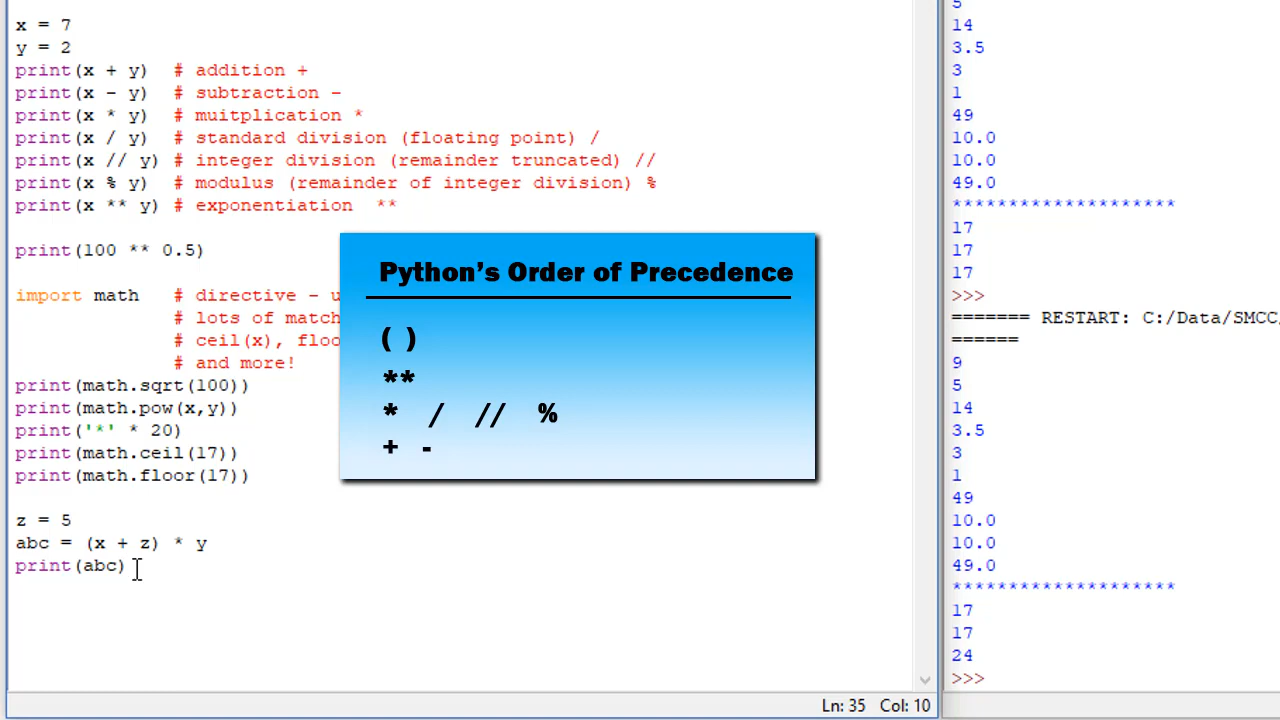 x = 7
y = 2
print(x + y)  # addition +
print(x - y)  # subtraction -
print(x * y)  # muitplication *
print(x / y)  # standard division (floating point) /
print(x // y) # integer division (remainder truncated) //
print(x % y)  # modulus (remainder of integer division) %
print(x ** y) # exponentiation  **
print(100 ** 0.5)
import math   # directive - u
# lots of match
# ceil(x), floo
# and more!
print(math.sqrt(100))
print(math.pow(x,y))
print('*' * 20)
print(math.ceil(17))
print(math.floor(17))
z = 5
abc = (x + z) * y
print(abc)
Python's Order of Precedence
( )
**
* / // %
+ -
Ln: 35 Col: 10
5
14
3.5
3
1
49
10.0
10.0
49.0
********************
17
17
17
>>>
======= RESTART: C:/Data/SMCC
======
9
5
14
3.5
3
1
49
10.0
10.0
49.0
********************
17
17
24
>>>